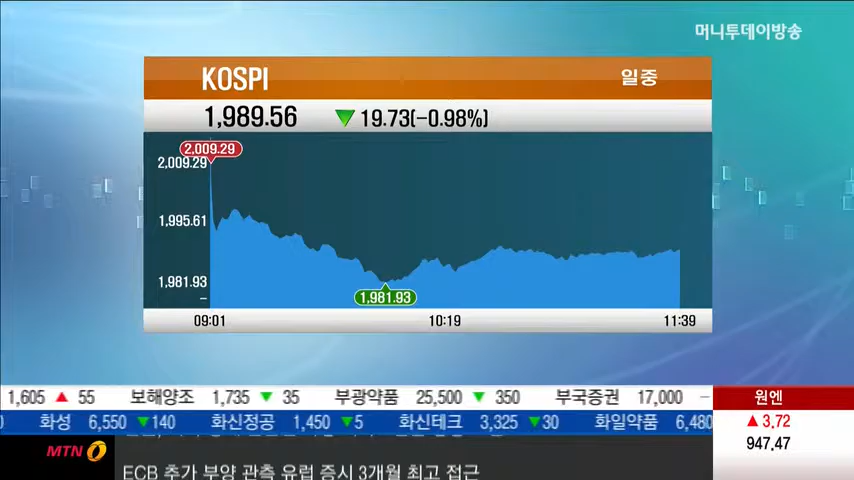 머니투데이방송
KOSPI 일중
1,989.56 ▼ 19.73(-0.98%)
2,009.29
2,009.29
1,995.61
1,981.93
1,981.93
09:01 10:19 11:39
1,605 ▲ 55 보해양조 1,735 ▼ 35 부광약품 25,500 ▼ 350 부국증권 17,000 –
화성 6,550 ▼140 화신정공 1,450 ▼5 화신테크 3,325 ▼30 화일약품 6,480
원엔
▲3.72
947.47
MTN
ECB 추가 부양 관측 유럽 증시 3개월 최고 접근